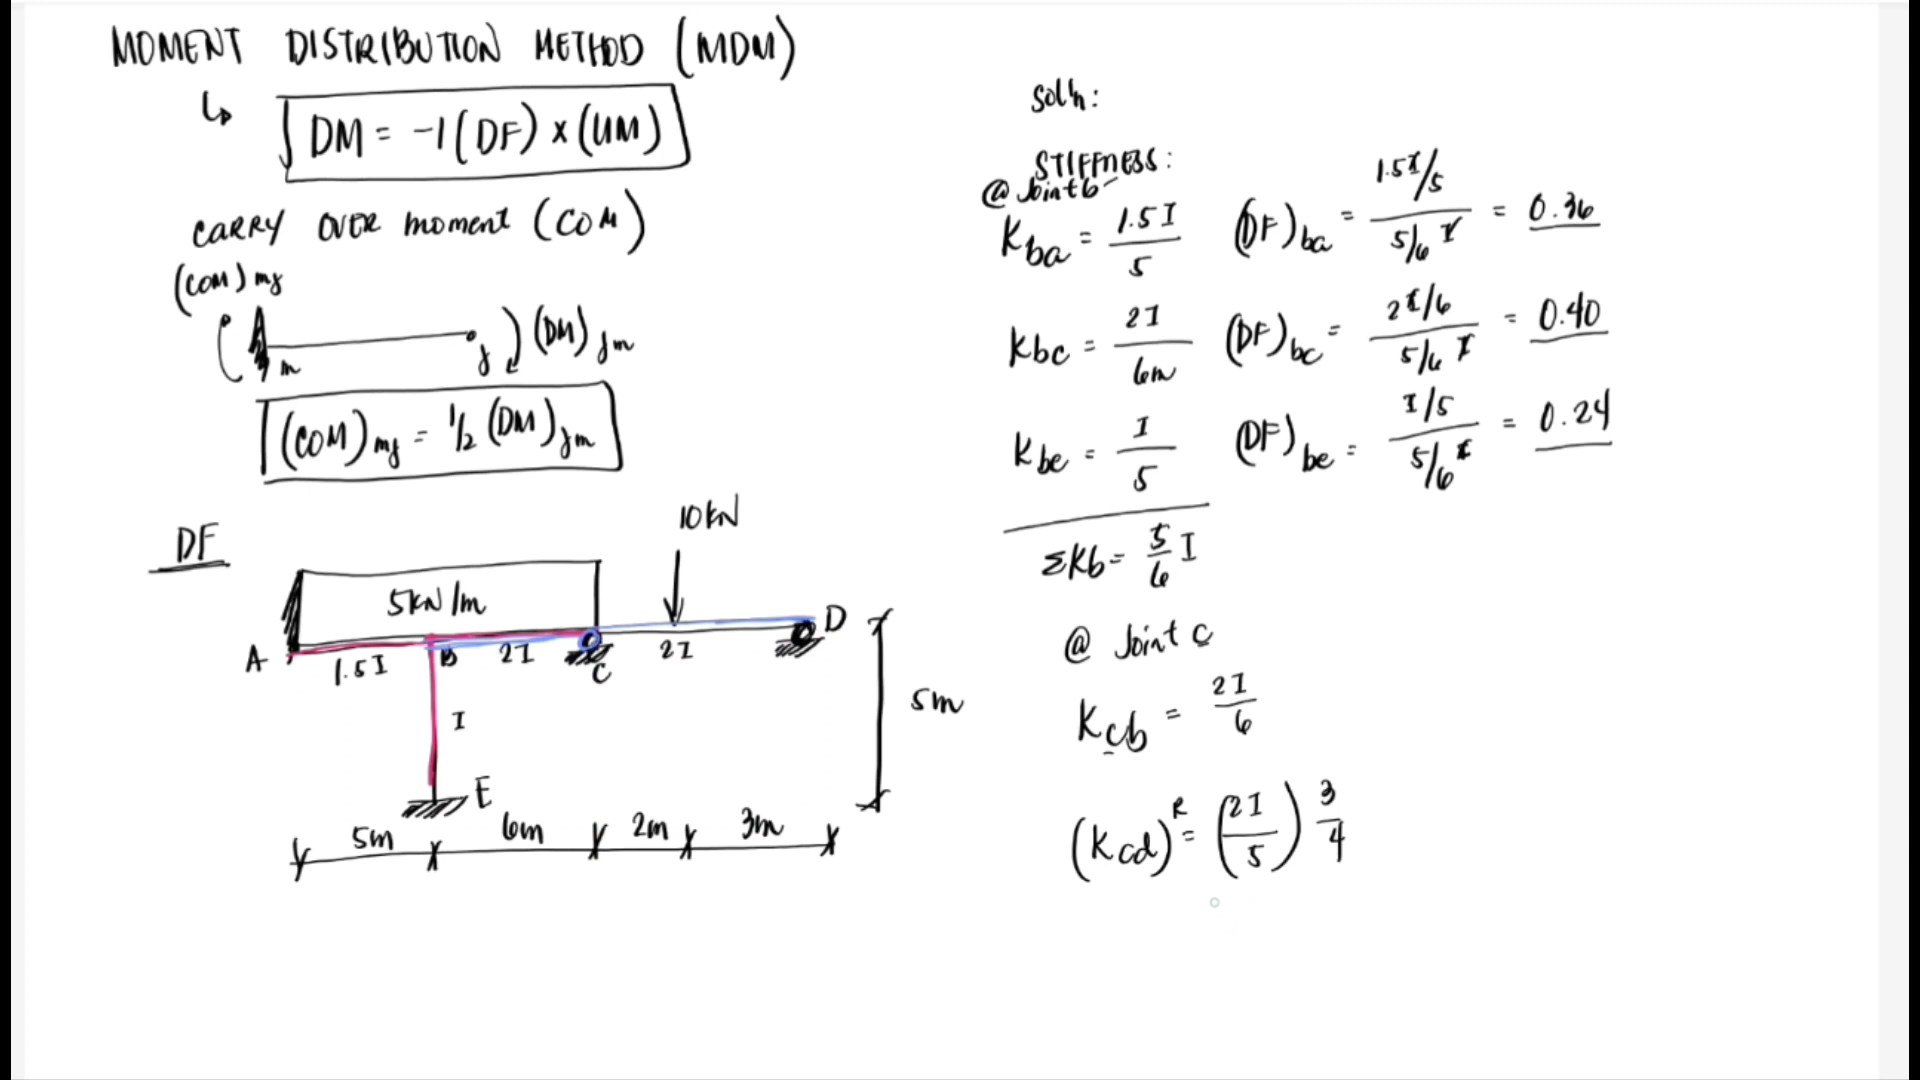 MOMENT DISTRIBUTION METHOD (MDM)
↳ DM = -1 (DF) x (UM)
CARRY OVER moment (COM)
(COM) mj
m j (DM) jm
(COM) mj = 1/2 (DM) jm
DF
10 kN
5 kN/m
A 1.5I B 2I C 2I D
I
5m
E
5m 6m 2m 3m
Sol'n:
STIFFNESS:
@ Joint b
Kba = 1.5I / 5 (DF) ba = 1.5I/5 / 5/6 I = 0.36
Kbc = 2I / 6m (DF) bc = 2I/6 / 5/6 I = 0.40
Kbe = I / 5 (DF) be = I/5 / 5/6 I = 0.24
ΣKb = 5/6 I
@ Joint C
Kcb = 2I / 6
(Kcd)^R = (2I / 5) 3/4